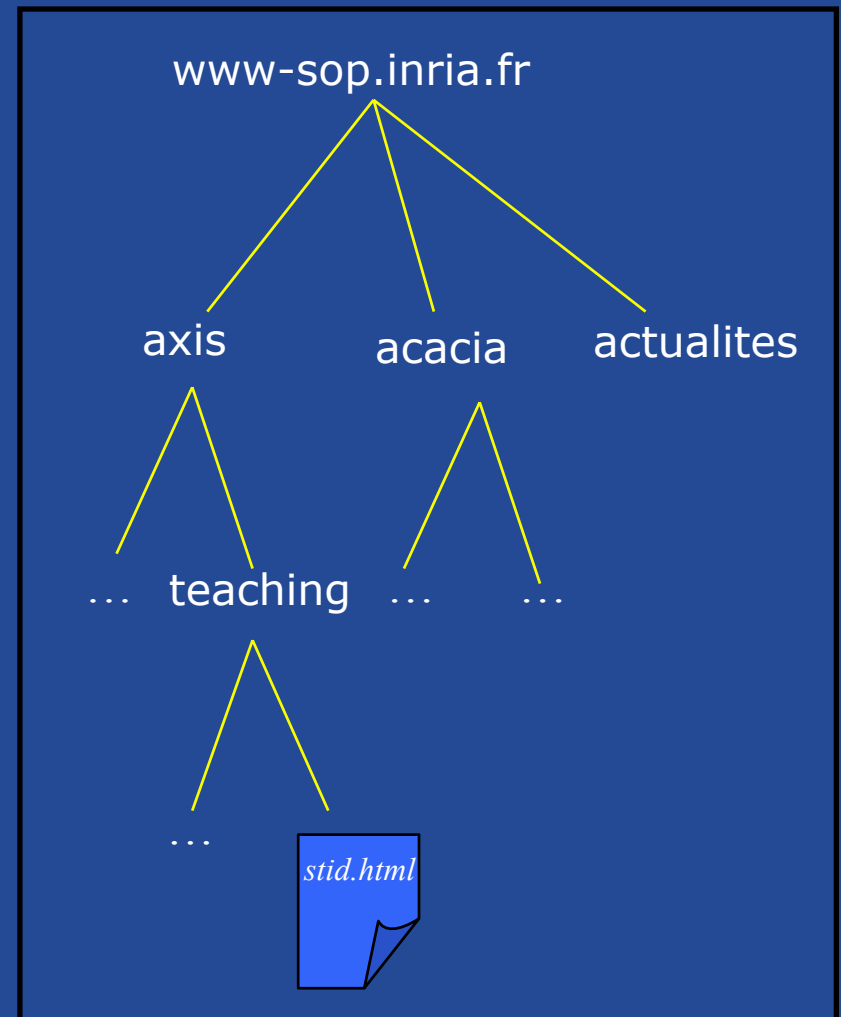 www-sop.inria.fr
axis acacia actualites
... teaching ... ...
...
stid.html